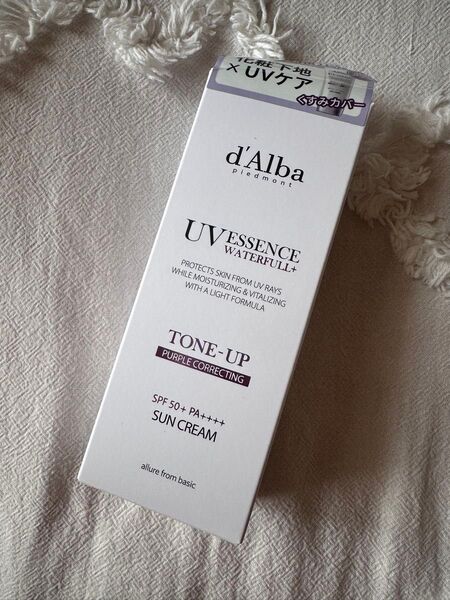 化粧下地
× UVケア
くすみカバー
d'Alba
piedmont
UV ESSENCE
WATERFULL+
PROTECTS SKIN FROM UV RAYS
WHILE MOISTURIZING & VITALIZING
WITH A LIGHT FORMULA
TONE-UP
PURPLE CORRECTING
SPF 50+ PA++++
SUN CREAM
allure from basic